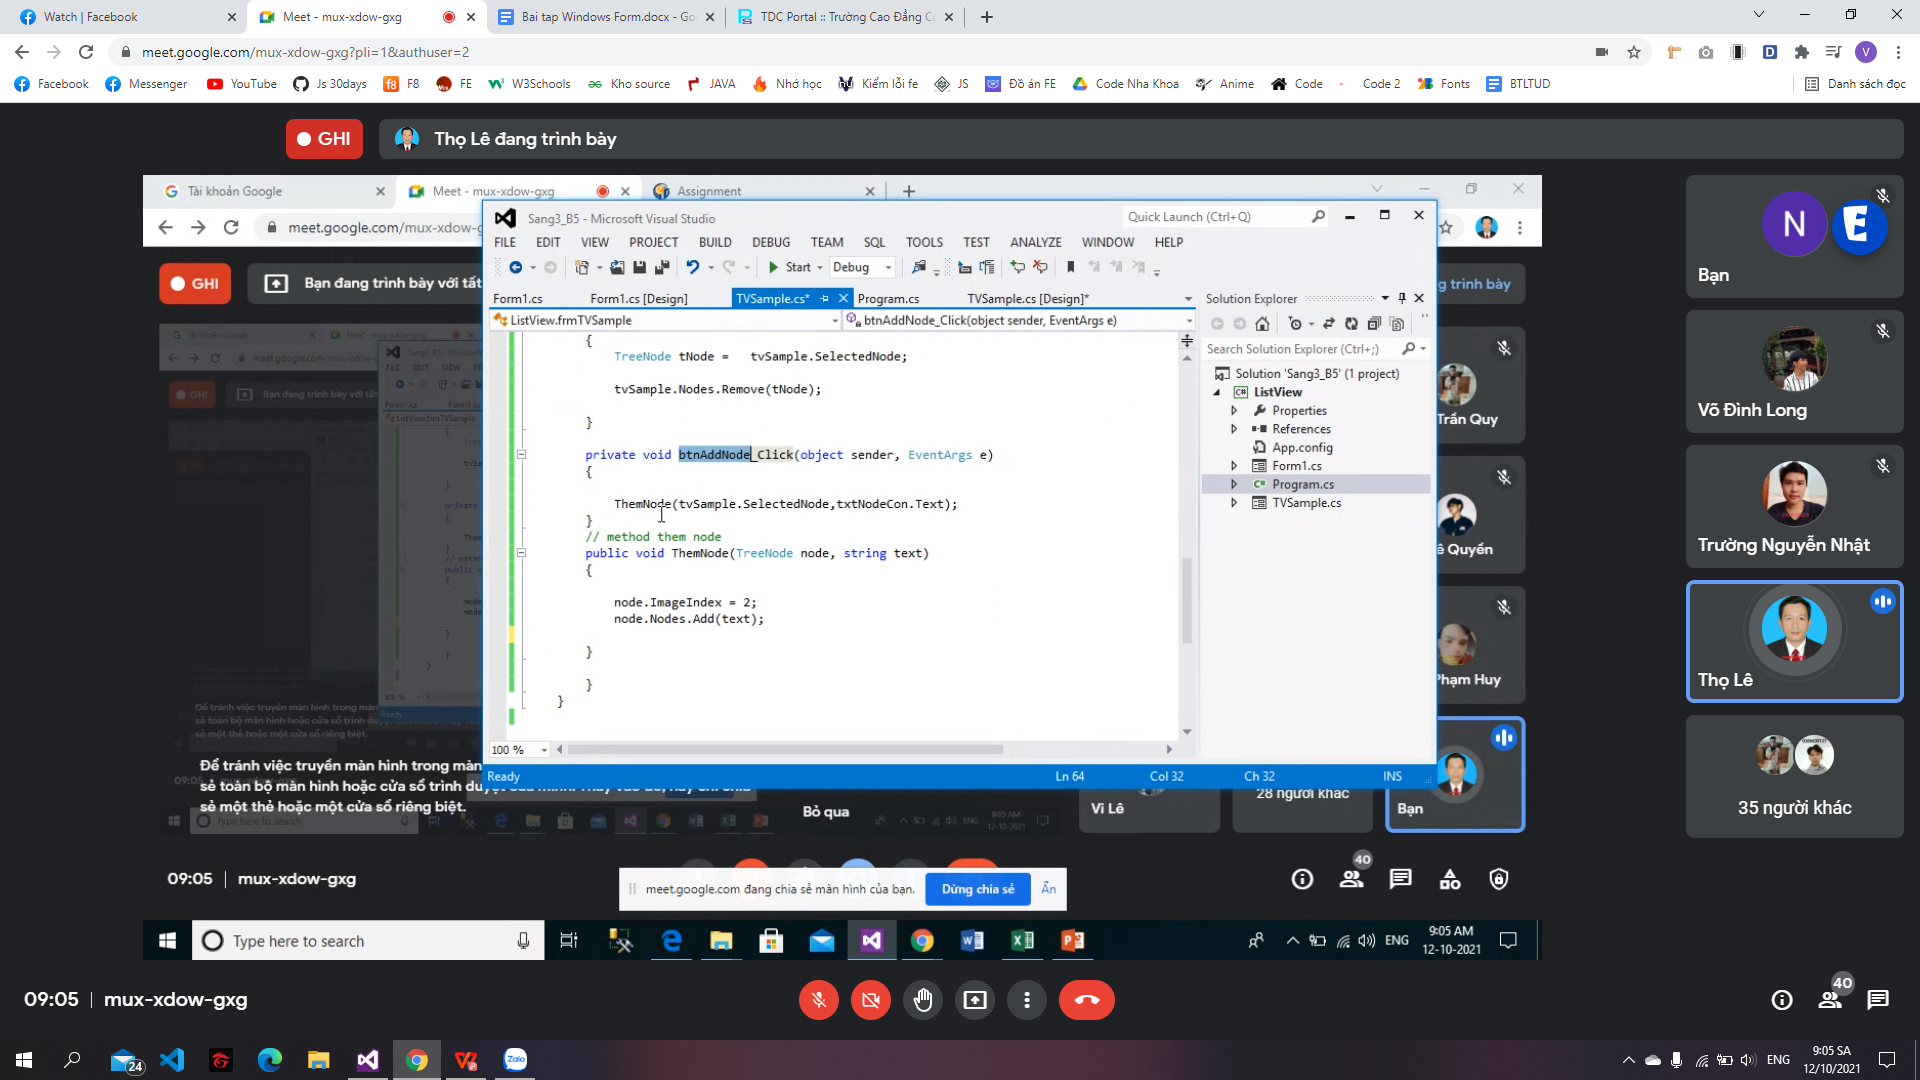 Watch | Facebook
Meet - mux-xdow-gxg
Bai tap Windows Form.docx - Go
TDC Portal :: Trường Cao Đẳng C
meet.google.com/mux-xdow-gxg?pli=1&authuser=2
V
Facebook
Messenger
YouTube
Js 30days
F8
FE
W3Schools
Kho source
JAVA
Nhớ học
Kiểm lỗi fe
JS
Đồ án FE
Code Nha Khoa
Anime
Code
Code 2
Fonts
BTLTUD
Danh sách đọc
GHI
Thọ Lê đang trình bày
Tài khoản Google
Meet - mux-xdow-gxg
Assignment
meet.google.com/mux-xdow-g
GHI
Bạn đang trình bày với tất
g trình bày
Sang3_B5 - Microsoft Visual Studio
Quick Launch (Ctrl+Q)
FILE EDIT VIEW PROJECT BUILD DEBUG TEAM SQL TOOLS TEST ANALYZE WINDOW HELP
Start
Debug
Form1.cs
Form1.cs [Design]
TVSample.cs*
Program.cs
TVSample.cs [Design]*
ListView.frmTVSample
btnAddNode_Click(object sender, EventArgs e)
{
TreeNode tNode = tvSample.SelectedNode;
tvSample.Nodes.Remove(tNode);
}
private void btnAddNode_Click(object sender, EventArgs e)
{
ThemNode(tvSample.SelectedNode,txtNodeCon.Text);
}
// method them node
public void ThemNode(TreeNode node, string text)
{
node.ImageIndex = 2;
node.Nodes.Add(text);
}
}
}
100 %
Ready
Ln 64
Col 32
Ch 32
INS
Solution Explorer
Search Solution Explorer (Ctrl+;)
Solution 'Sang3_B5' (1 project)
ListView
Properties
References
App.config
Form1.cs
Program.cs
TVSample.cs
Trần Quy
ê Quyền
Phạm Huy
Để tránh việc truyền màn hình trong màn
sẻ toàn bộ màn hình hoặc cửa sổ trình duyệt
sẻ một thẻ hoặc một cửa sổ riêng biệt.
Bỏ qua
Vi Lê
28 người khác
Bạn
09:05 | mux-xdow-gxg
meet.google.com đang chia sẻ màn hình của bạn.
Dừng chia sẻ
Ẩn
40
Type here to search
ENG
9:05 AM
12-10-2021
N
Bạn
Võ Đình Long
Trường Nguyễn Nhật
Thọ Lê
35 người khác
09:05 | mux-xdow-gxg
40
24
Zalo
ENG
9:05 SA
12/10/2021